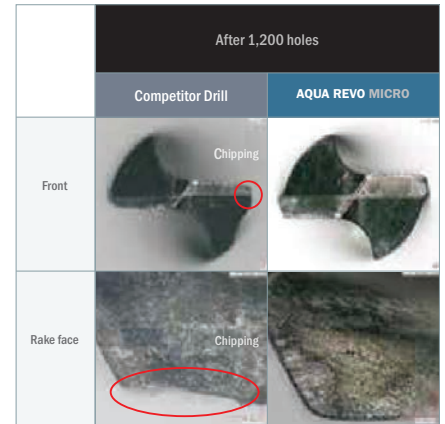 After 1,200 holes
Competitor Drill
AQUA REVO MICRO
Front
Chipping
Rake face
Chipping